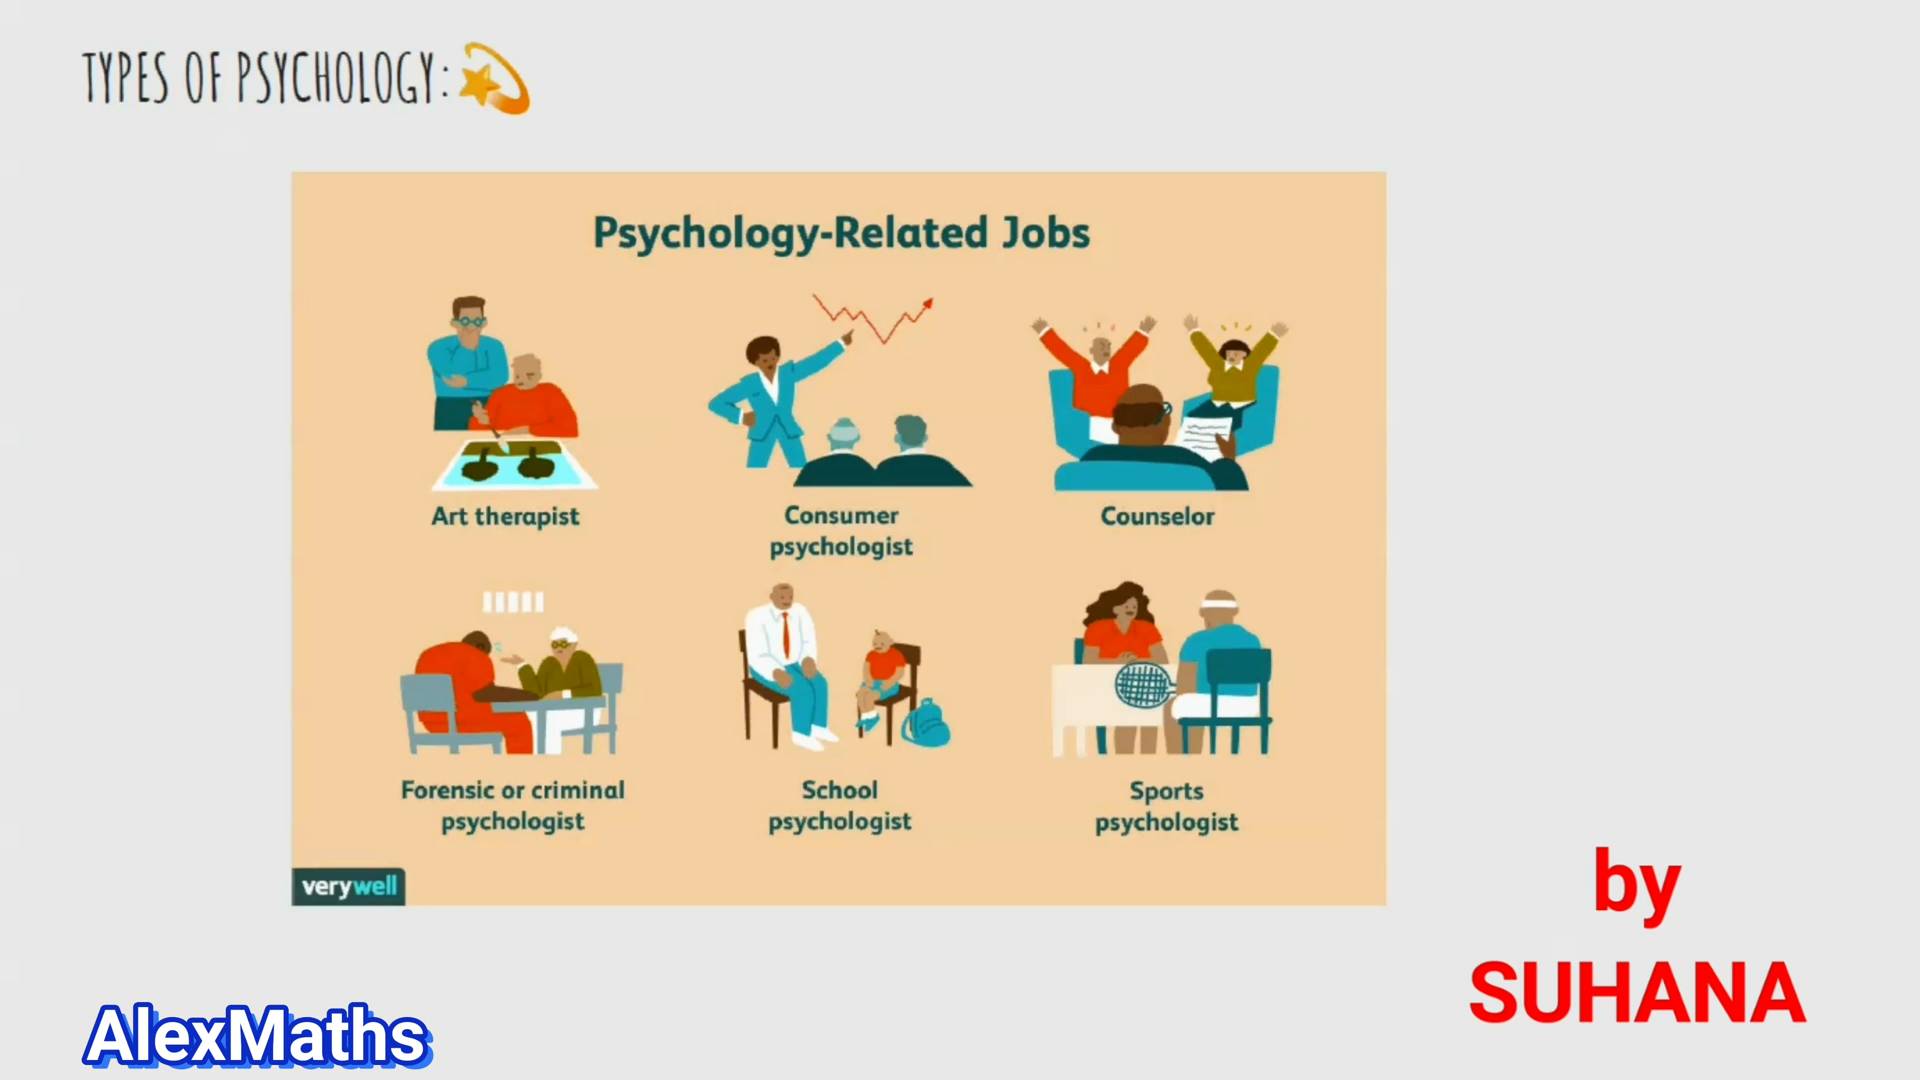 TYPES OF PSYCHOLOGY:
Psychology-Related Jobs
Art therapist
Consumer
psychologist
Counselor
Forensic or criminal
psychologist
School
psychologist
Sports
psychologist
verywell
by
SUHANA
AlexMaths